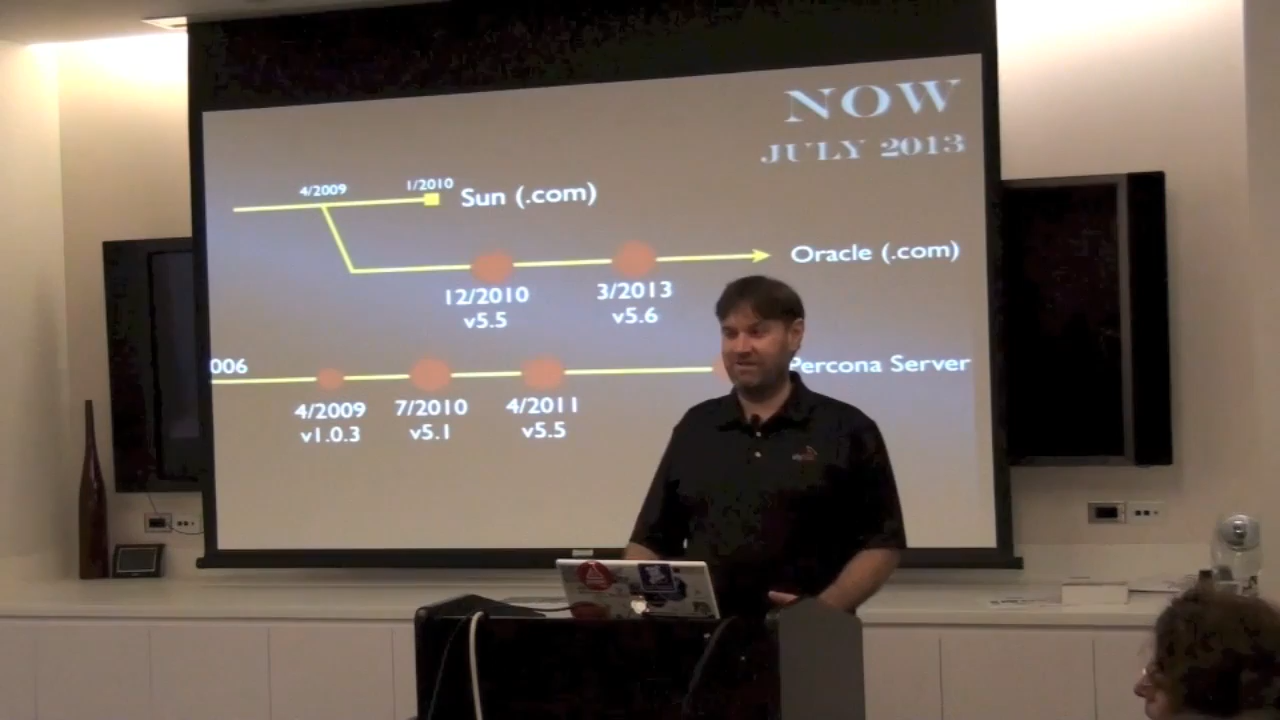 NOW
JULY 2013
4/2009
1/2010
Sun (.com)
Oracle (.com)
12/2010
v5.5
3/2013
v5.6
006
Percona Server
4/2009
v1.0.3
7/2010
v5.1
4/2011
v5.5